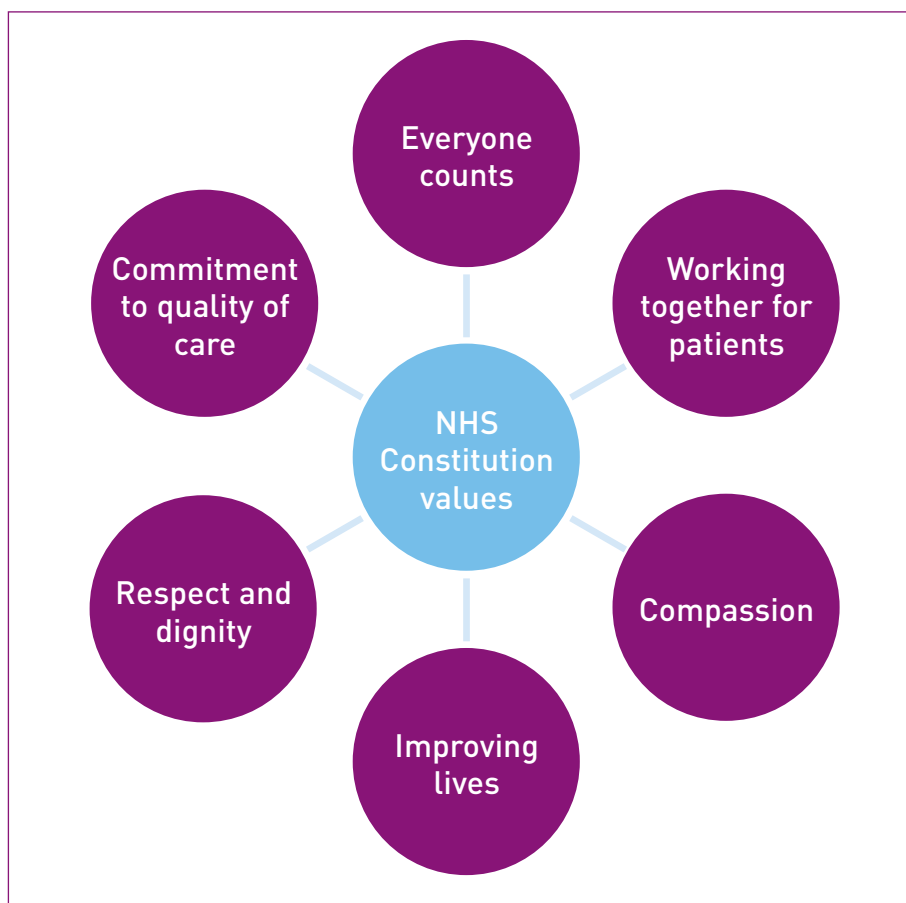 Everyone
counts
Commitment
to quality of
care
Working
together for
patients
NHS
Constitution
values
Respect and
dignity
Compassion
Improving
lives